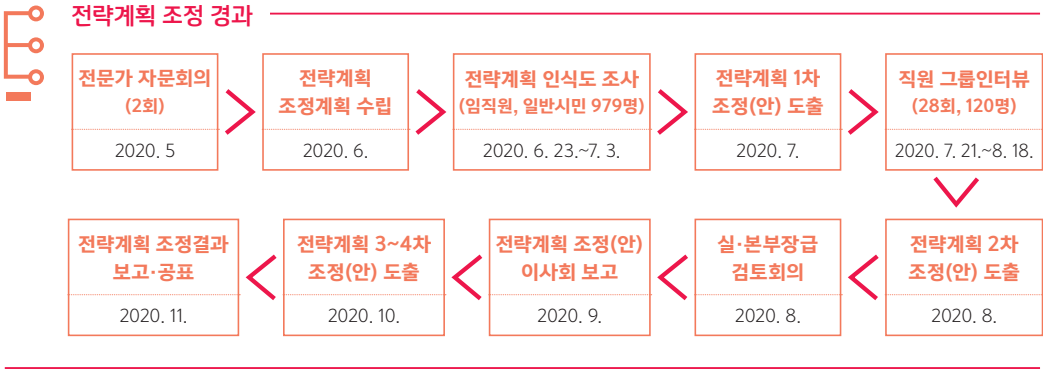 전략계획 조정 경과
전문가 자문회의
(2회)
2020. 5
전략계획
조정계획 수립
2020. 6.
전략계획 인식도 조사
(임직원, 일반시민 979명)
2020. 6. 23.~7. 3.
전략계획 1차
조정(안) 도출
2020. 7.
직원 그룹인터뷰
(28회, 120명)
2020. 7. 21.~8. 18.
전략계획 2차
조정(안) 도출
2020. 8.
실·본부장급
검토회의
2020. 8.
전략계획 조정(안)
이사회 보고
2020. 9.
전략계획 3~4차
조정(안) 도출
2020. 10.
전략계획 조정결과
보고·공표
2020. 11.